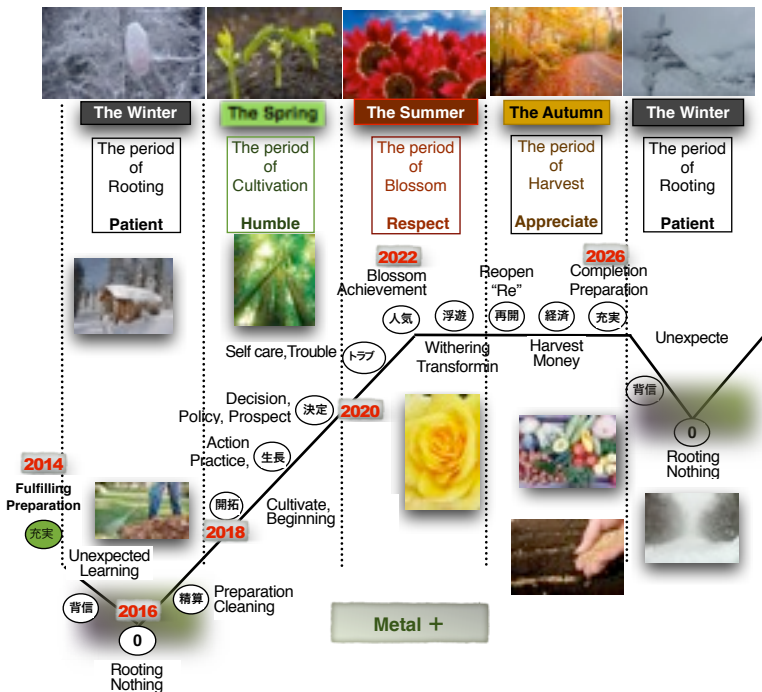 The Winter
The Spring
The Summer
The Autumn
The Winter
The period
of
Rooting
Patient
The period
of
Cultivation
Humble
The period
of
Blossom
Respect
The period
of
Harvest
Appreciate
The period
of
Rooting
Patient
2022
Blossom
Achievement
人気
浮遊
Withering
Transformin
Reopen
“Re”
再開
経済
Harvest
Money
2026
Completion
Preparation
充実
Unexpecte
背信
0
Rooting
Nothing
Self care,Trouble
トラブ
Decision,
Policy, Prospect
決定
2020
Action
Practice,
生長
開拓
2018
Cultivate,
Beginning
2014
Fulfilling
Preparation
充実
Unexpected
Learning
背信
2016
精算
Preparation
Cleaning
0
Rooting
Nothing
Metal +